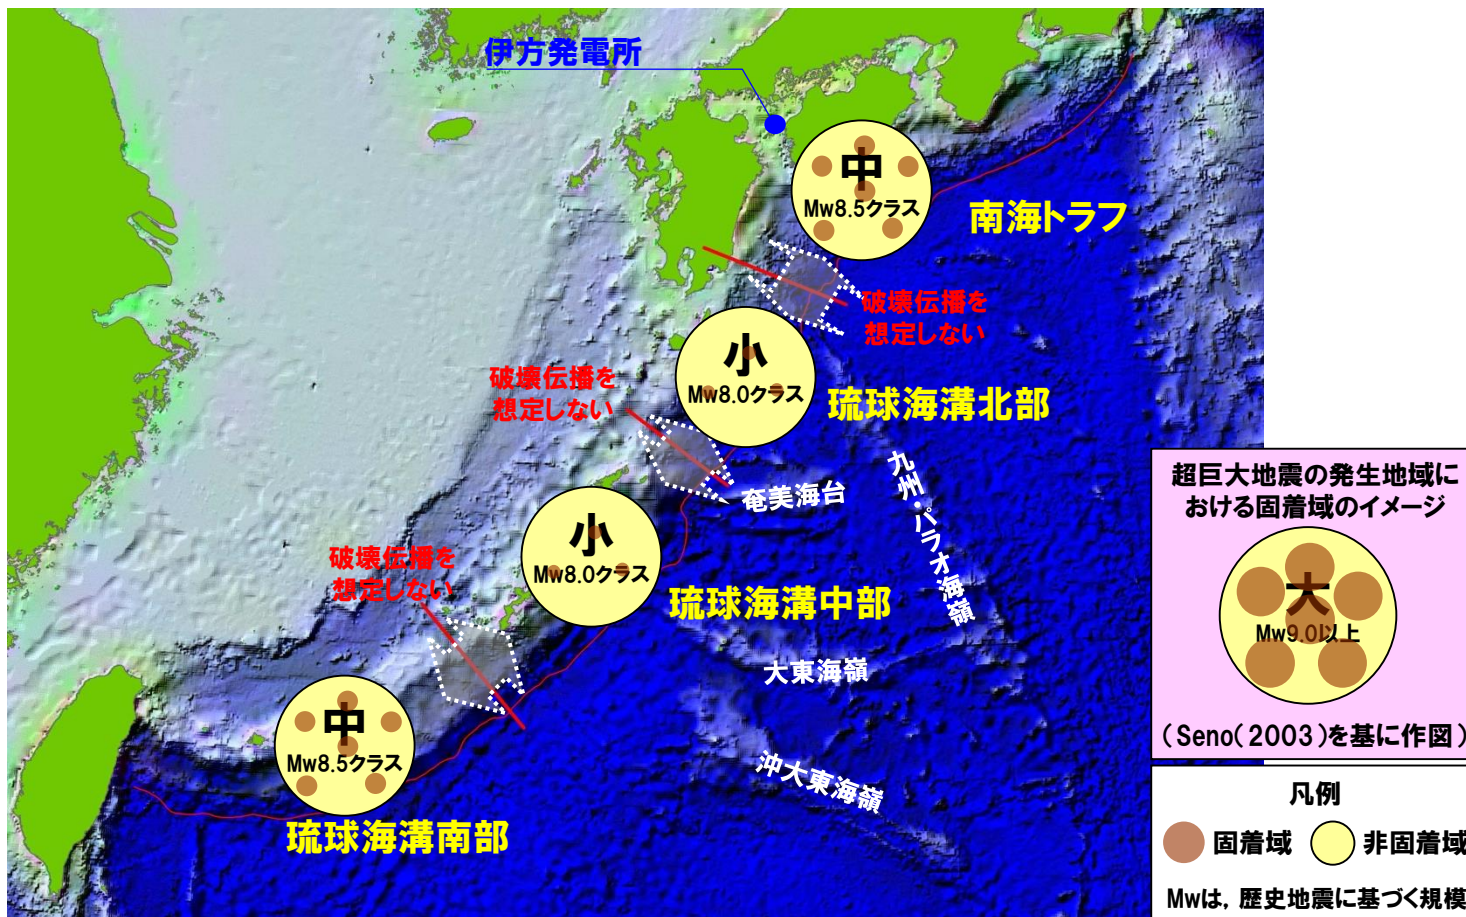 伊方発電所
中
Mw8.5クラス
南海トラフ
破壊伝播を
想定しない
小
Mw8.0クラス
琉球海溝北部
破壊伝播を
想定しない
奄美海台
九州・パラオ海嶺
小
Mw8.0クラス
琉球海溝中部
破壊伝播を
想定しない
大東海嶺
中
Mw8.5クラス
琉球海溝南部
沖大東海嶺
超巨大地震の発生地域に
おける固着域のイメージ
大
Mw9.0以上
(Seno(2003)を基に作図)
凡例
固着域 非固着域
Mwは，歴史地震に基づく規模